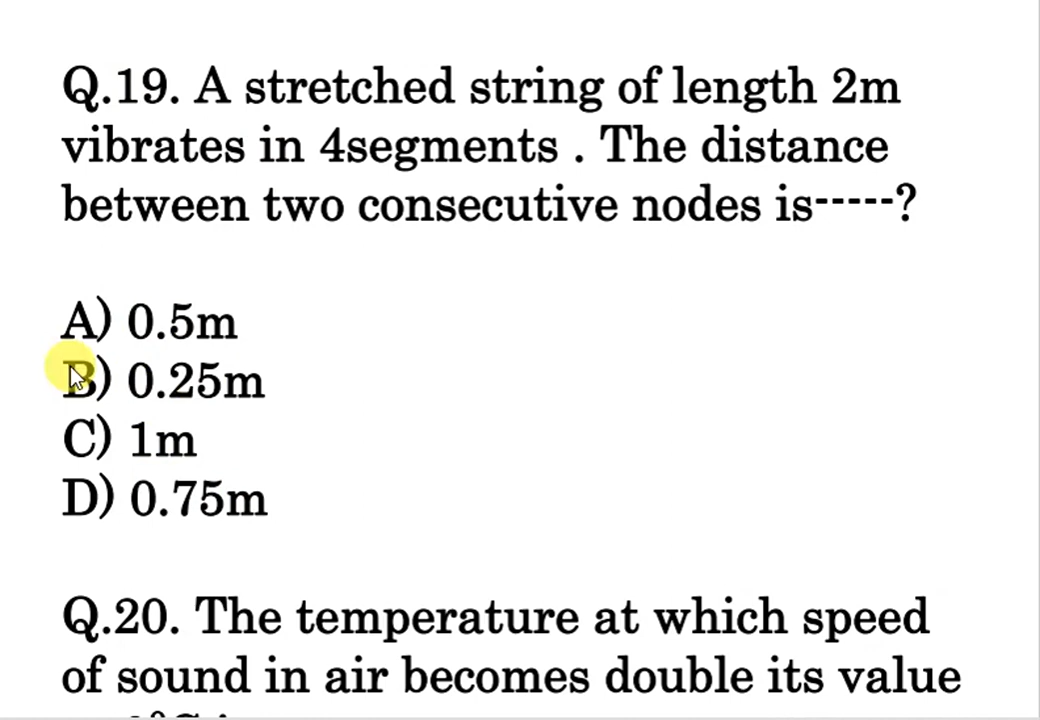 Q.19. A stretched string of length 2m
vibrates in 4segments . The distance
between two consecutive nodes is-----?
A) 0.5m
B) 0.25m
C) 1m
D) 0.75m
Q.20. The temperature at which speed
of sound in air becomes double its value